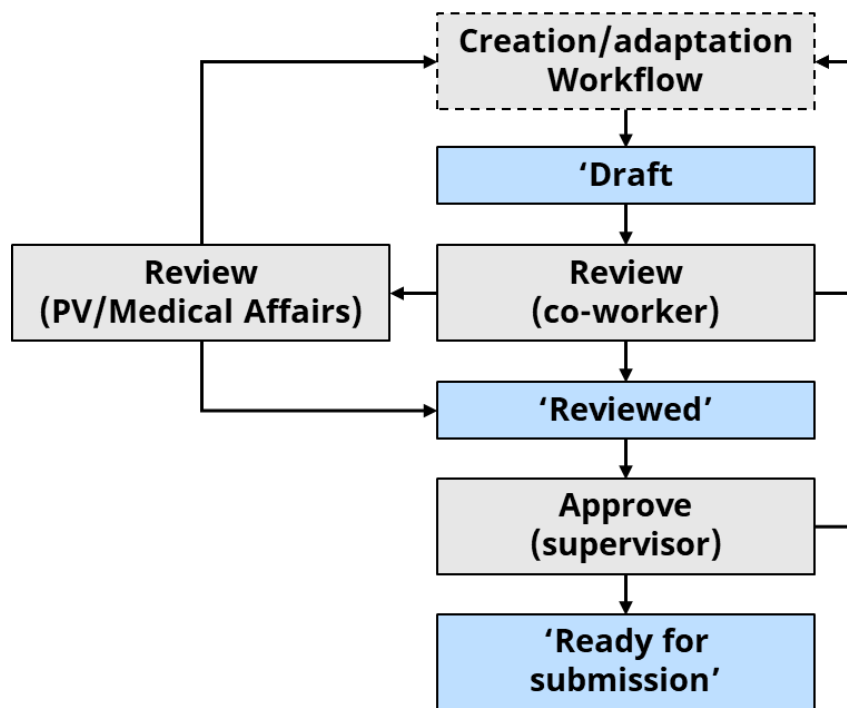 Creation/adaptation
Workflow
‘Draft
Review
(PV/Medical Affairs)
Review
(co-worker)
‘Reviewed’
Approve
(supervisor)
‘Ready for
submission’